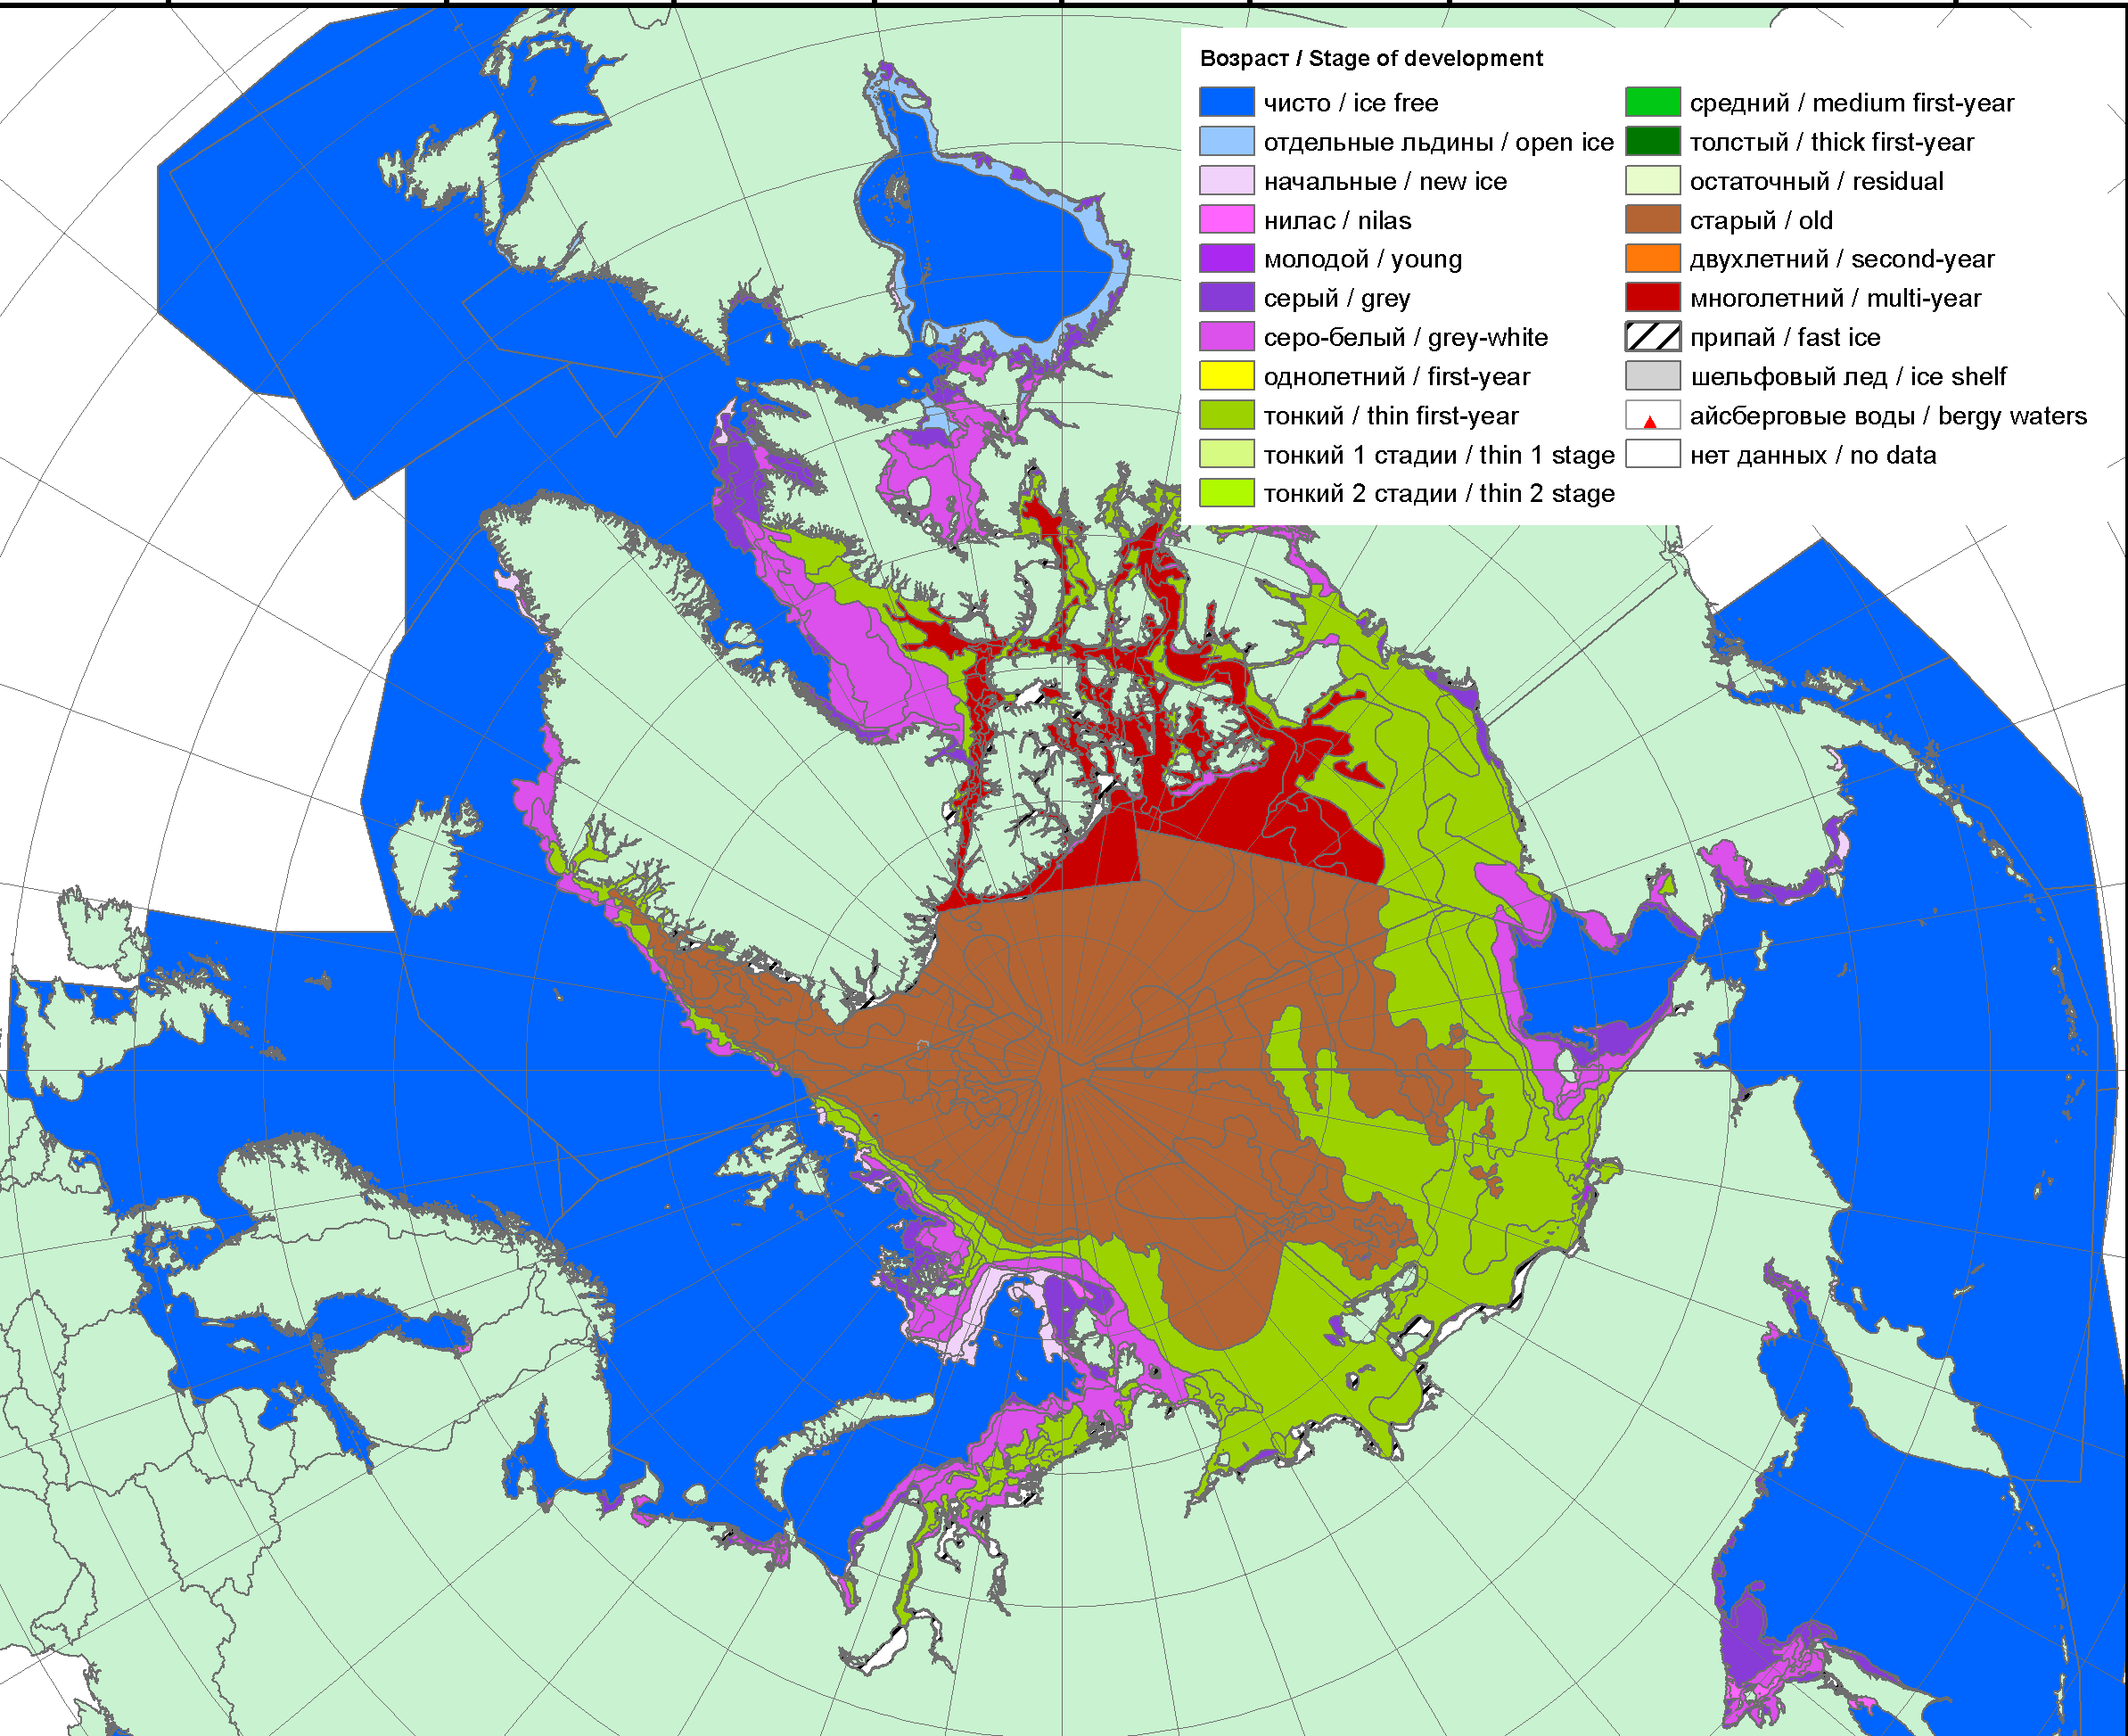 Возраст / Stage of development
чисто / ice free
отдельные льдины / open ice
начальные / new ice
нилас / nilas
молодой / young
серый / grey
серо-белый / grey-white
однолетний / first-year
тонкий / thin first-year
тонкий 1 стадии / thin 1 stage
тонкий 2 стадии / thin 2 stage
средний / medium first-year
толстый / thick first-year
остаточный / residual
старый / old
двухлетний / second-year
многолетний / multi-year
припай / fast ice
шельфовый лед / ice shelf
айсберговые воды / bergy waters
нет данных / no data